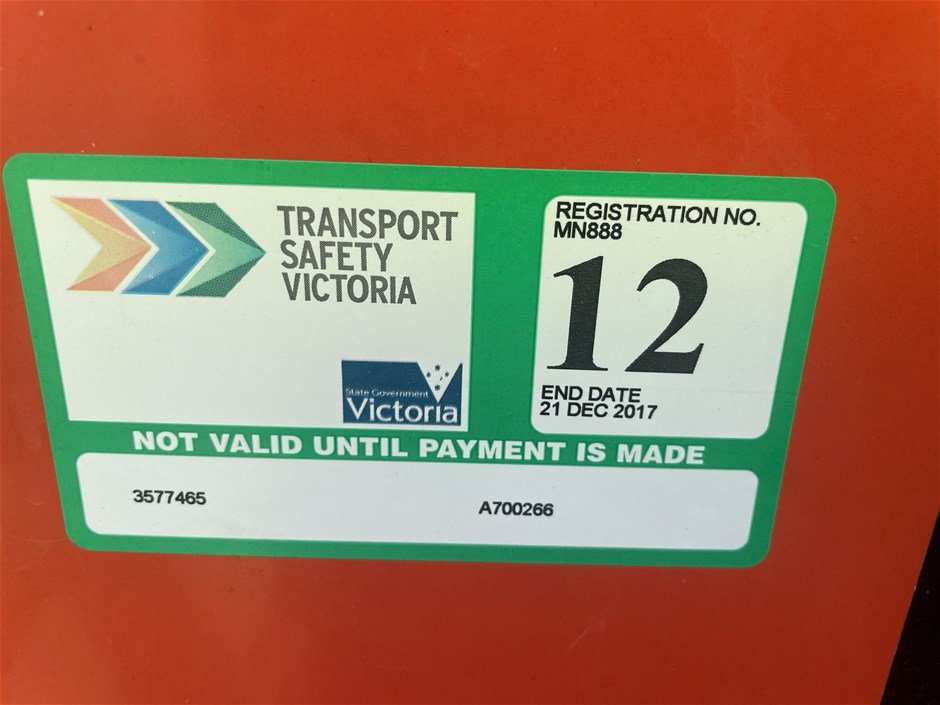 TRANSPORT
SAFETY
VICTORIA
State Government
Victoria
REGISTRATION NO.
MN888
12
END DATE
21 DEC 2017
NOT VALID UNTIL PAYMENT IS MADE
3577465 A700266